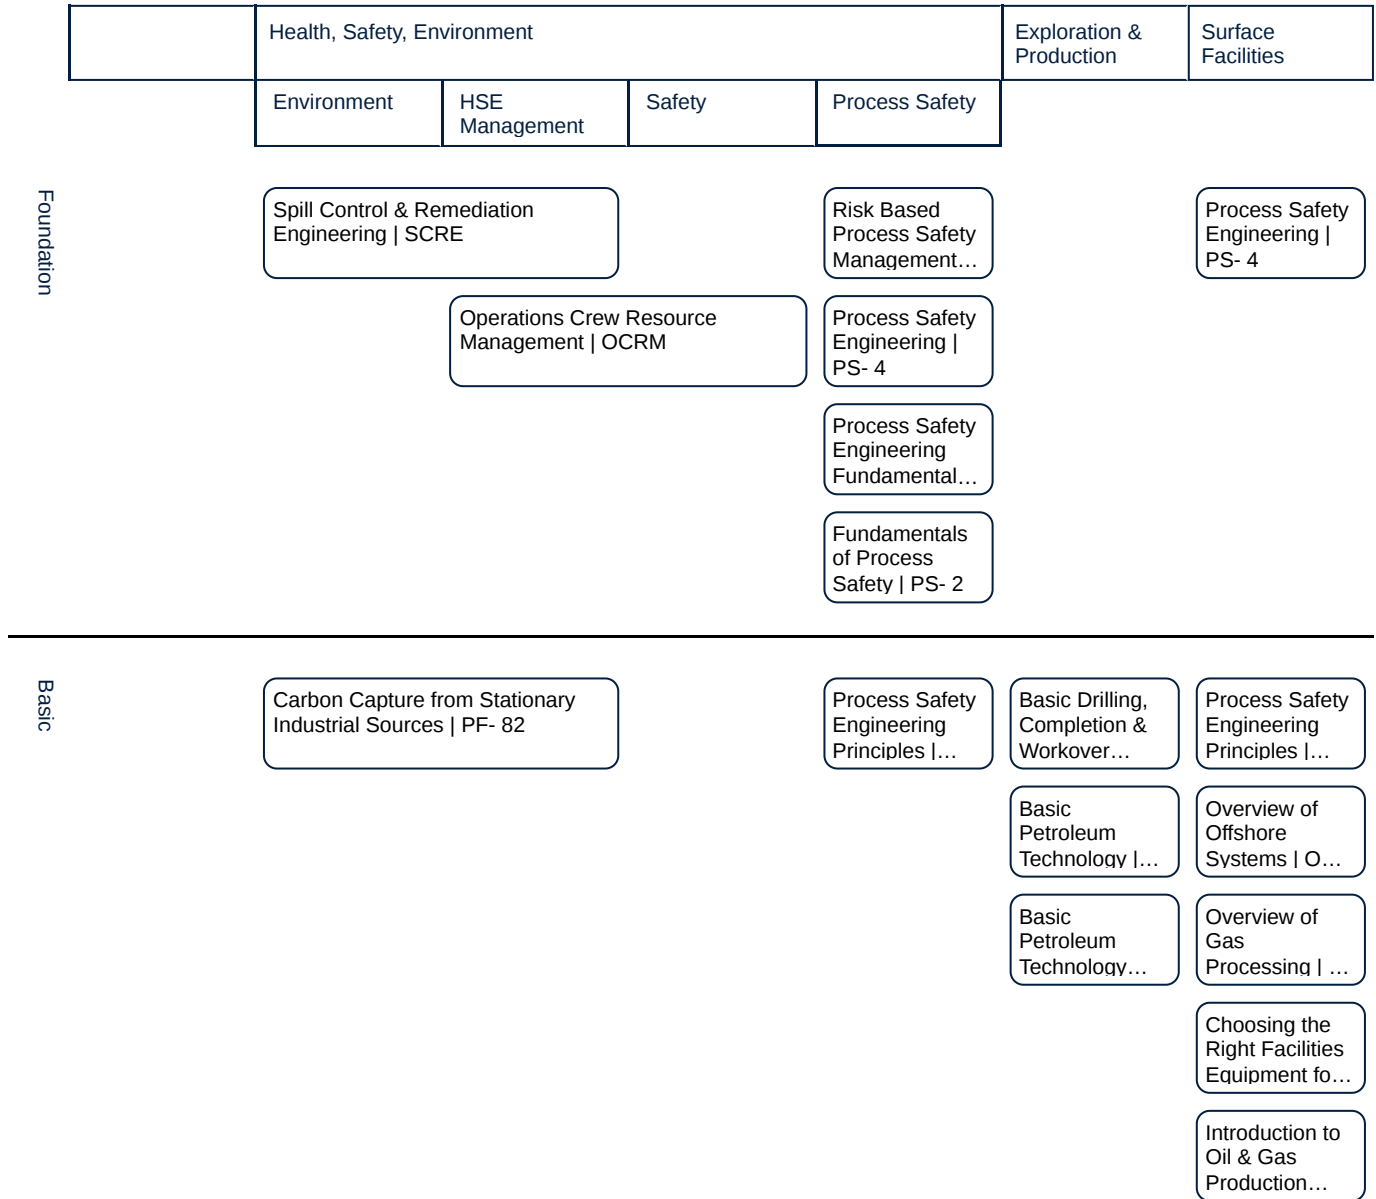 Health, Safety, Environment
Exploration &
Production
Surface
Facilities
Environment
HSE
Management
Safety
Process Safety
Foundation
Spill Control & Remediation
Engineering | SCRE
Risk Based
Process Safety
Management…
Process Safety
Engineering |
PS- 4
Operations Crew Resource
Management | OCRM
Process Safety
Engineering |
PS- 4
Process Safety
Engineering
Fundamental…
Fundamentals
of Process
Safety | PS- 2
Basic
Carbon Capture from Stationary
Industrial Sources | PF- 82
Process Safety
Engineering
Principles |…
Basic Drilling,
Completion &
Workover…
Process Safety
Engineering
Principles |…
Basic
Petroleum
Technology |…
Overview of
Offshore
Systems | O…
Basic
Petroleum
Technology…
Overview of
Gas
Processing | …
Choosing the
Right Facilities
Equipment fo…
Introduction to
Oil & Gas
Production…